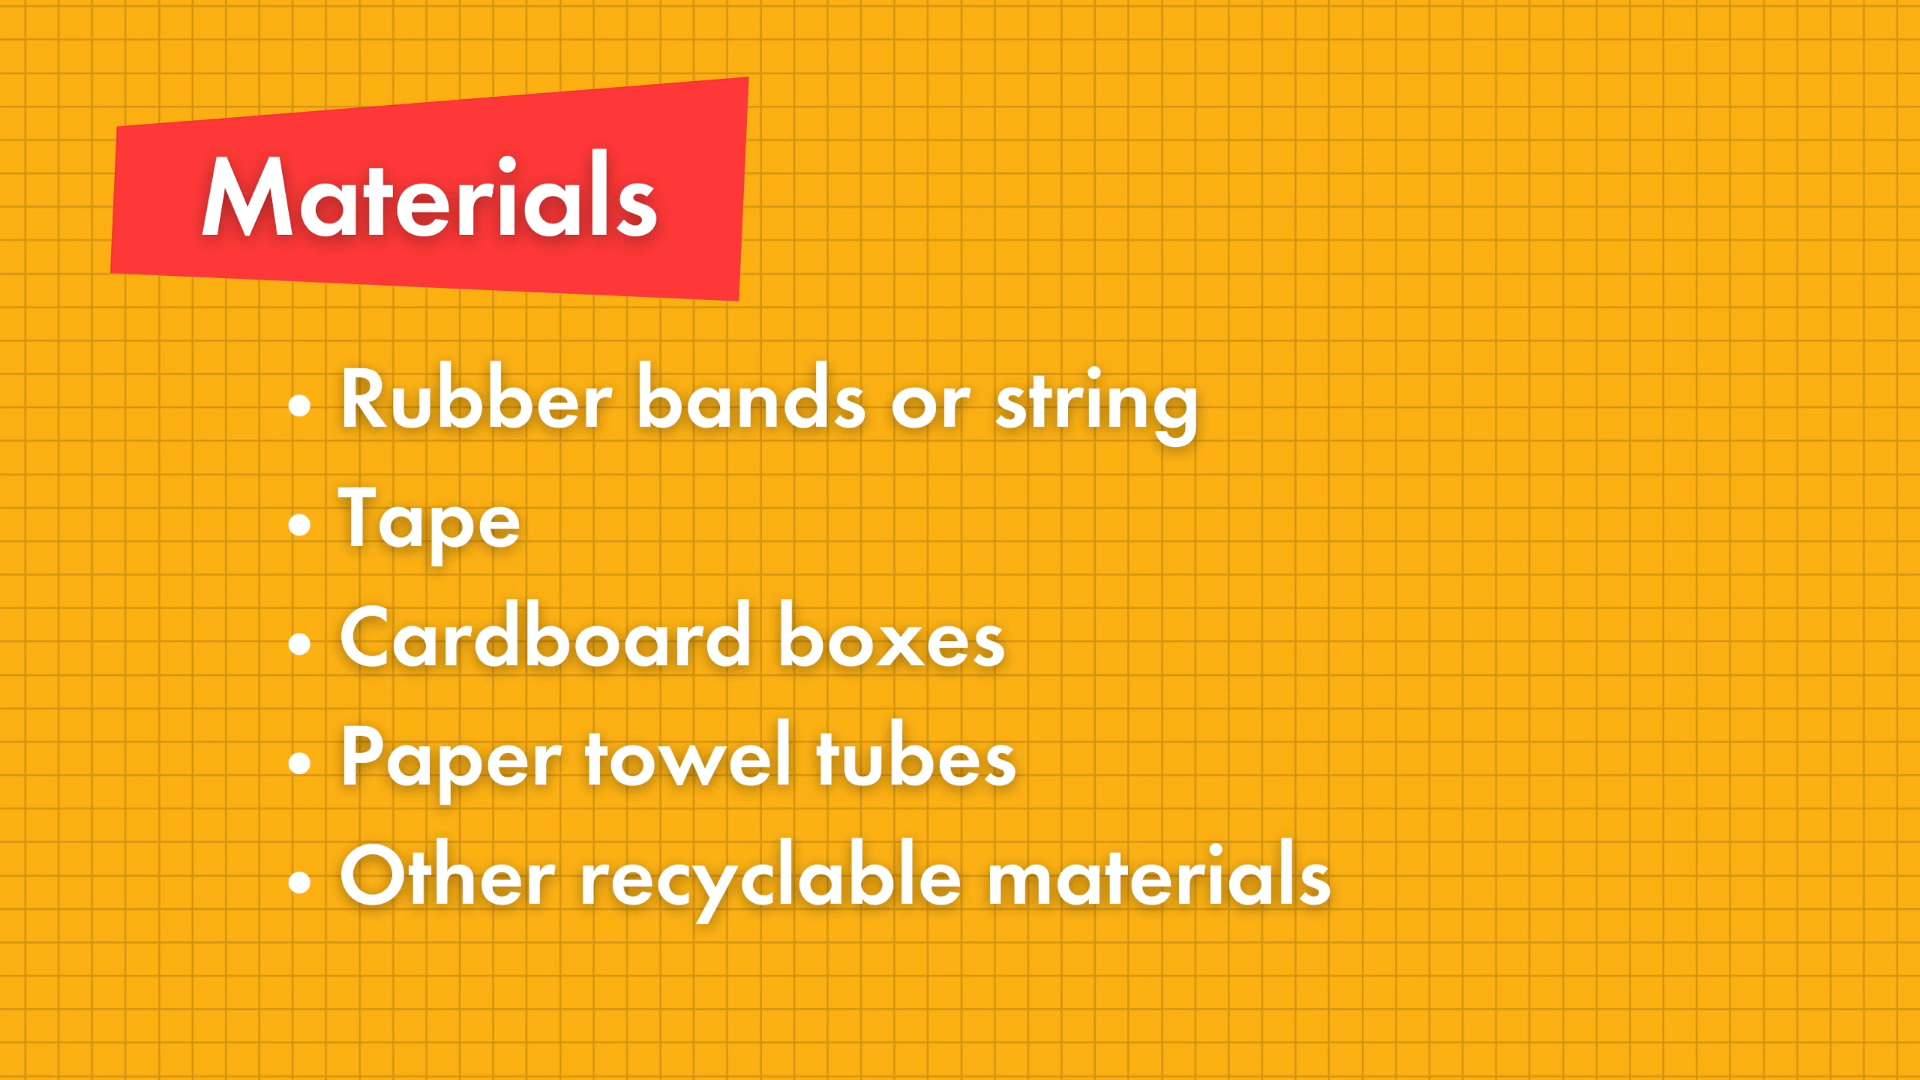 Materials
• Rubber bands or string
• Tape
• Cardboard boxes
• Paper towel tubes
• Other recyclable materials